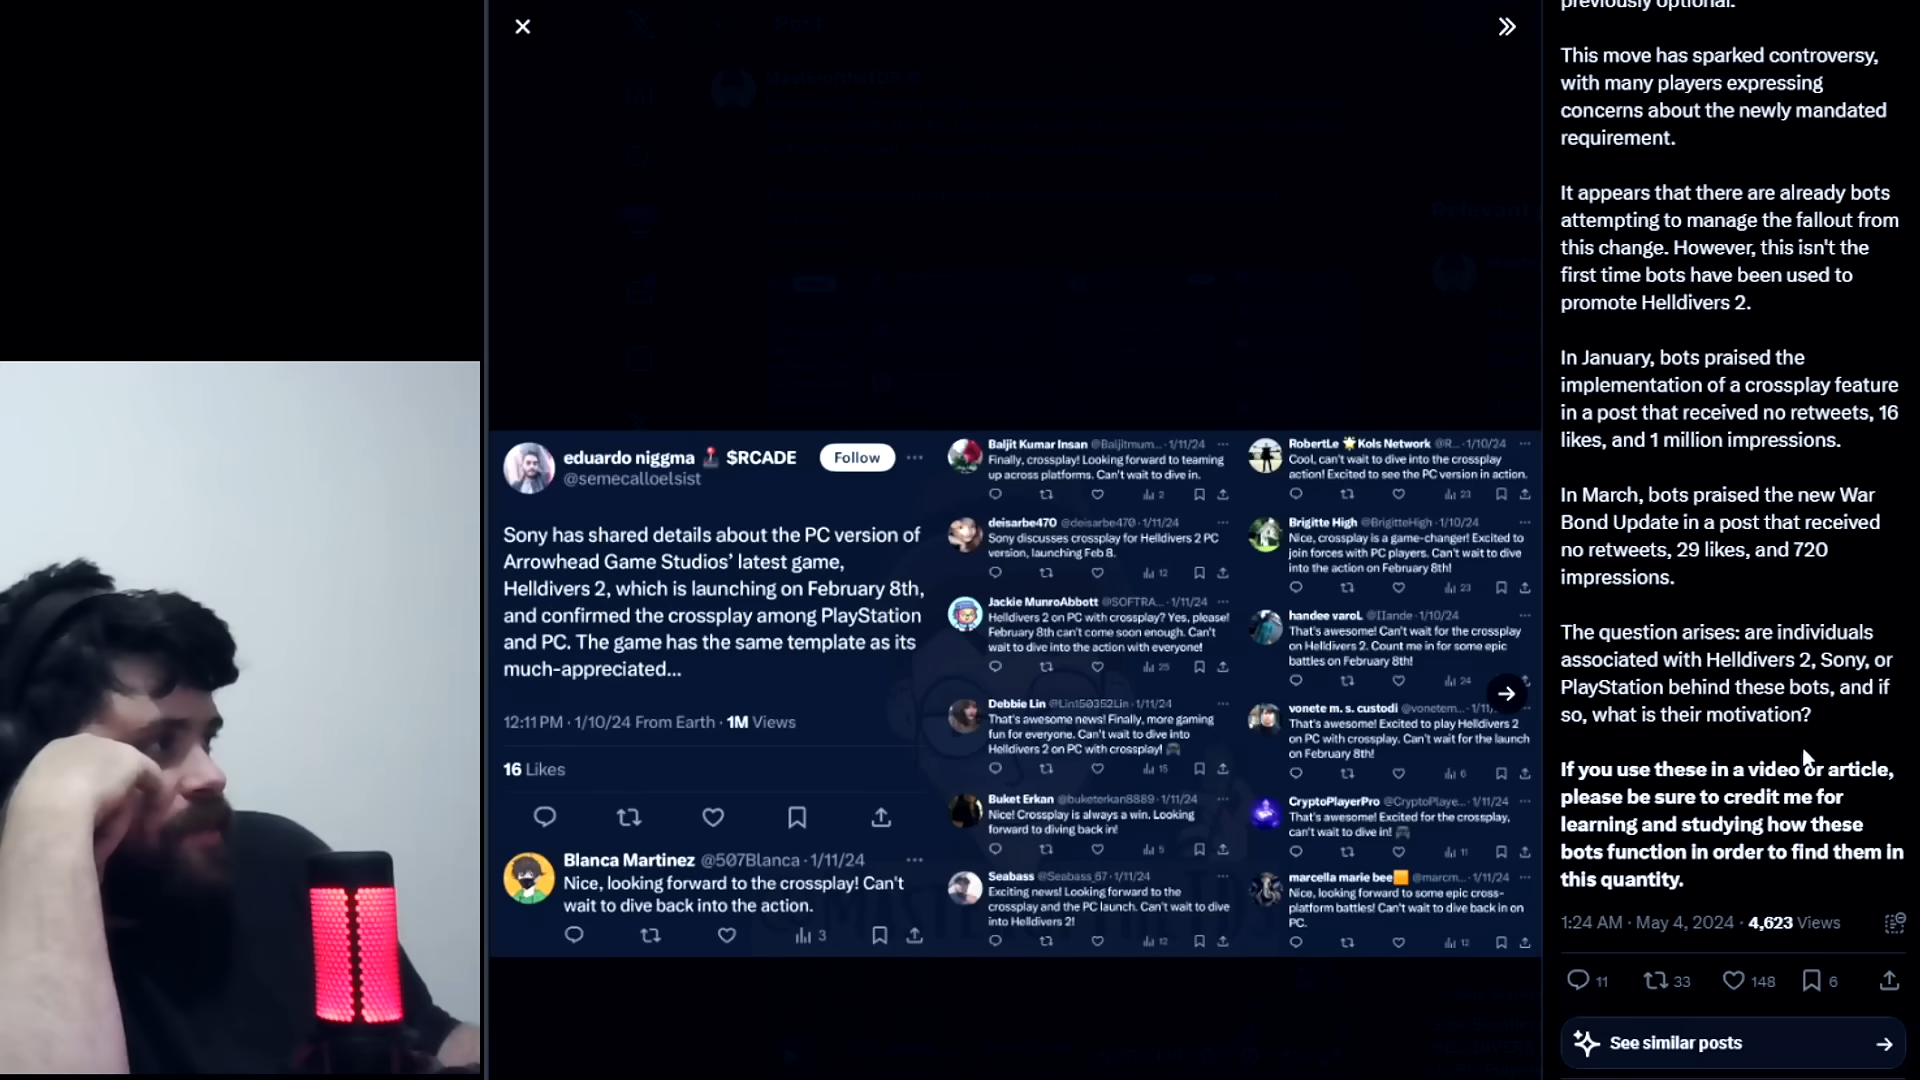 eduardo niggma 🕹️ $RCADE
Follow
@semecalloelsist
Sony has shared details about the PC version of
Arrowhead Game Studios’ latest game,
Helldivers 2, which is launching on February 8th,
and confirmed the crossplay among PlayStation
and PC. The game has the same template as its
much-appreciated...
12:11 PM · 1/10/24 From Earth · 1M Views
16 Likes
Blanca Martinez @507Blanca · 1/11/24
Nice, looking forward to the crossplay! Can't
wait to dive back into the action.
3
Baljit Kumar Insan @Baljitmum... · 1/11/24
Finally, crossplay! Looking forward to teaming
up across platforms. Can't wait to dive in.
2
deisarbe470 @deisarbe470 · 1/11/24
Sony discusses crossplay for Helldivers 2 PC
version, launching Feb 8.
12
Jackie MunroAbbott @SOFTRA... · 1/11/24
Helldivers 2 on PC with crossplay? Yes, please!
February 8th can't come soon enough. Can't
wait to dive into the action with everyone!
25
Debbie Lin @Lin150352Lin · 1/11/24
That's awesome news! Finally, more gaming
fun for everyone. Can't wait to dive into
Helldivers 2 on PC with crossplay! 🎮
15
Buket Erkan @buketerkan8889 · 1/11/24
Nice! Crossplay is always a win. Looking
forward to diving back in!
5
Seabass @Seabass_67 · 1/11/24
Exciting news! Looking forward to the
crossplay and the PC launch. Can't wait to dive
into Helldivers 2!
12
RobertLe 🌟Kols Network @R... · 1/10/24
Cool, can't wait to dive into the crossplay
action! Excited to see the PC version in action.
23
Brigitte High @BrigitteHigh · 1/10/24
Nice, crossplay is a game-changer! Excited to
join forces with PC players. Can't wait to dive
into the action on February 8th!
23
handee varoL @IIande · 1/10/24
That's awesome! Can't wait for the crossplay
on Helldivers 2. Count me in for some epic
battles on February 8th!
24
vonete m. s. custodi @vonetem... · 1/11/
That's awesome! Excited to play Helldivers 2
on PC with crossplay. Can't wait for the launch
on February 8th!
6
CryptoPlayerPro @CryptoPlaye... · 1/11/24
That's awesome! Excited for the crossplay,
can't wait to dive in! 🎮
11
marcella marie bee🟧 @marcm... · 1/11/24
Nice, looking forward to some epic cross-
platform battles! Can't wait to dive back in on
PC.
12
previously optional.
This move has sparked controversy,
with many players expressing
concerns about the newly mandated
requirement.
It appears that there are already bots
attempting to manage the fallout from
this change. However, this isn't the
first time bots have been used to
promote Helldivers 2.
In January, bots praised the
implementation of a crossplay feature
in a post that received no retweets, 16
likes, and 1 million impressions.
In March, bots praised the new War
Bond Update in a post that received
no retweets, 29 likes, and 720
impressions.
The question arises: are individuals
associated with Helldivers 2, Sony, or
PlayStation behind these bots, and if
so, what is their motivation?
If you use these in a video or article,
please be sure to credit me for
learning and studying how these
bots function in order to find them in
this quantity.
1:24 AM · May 4, 2024 · 4,623 Views
11 33 148 6
See similar posts